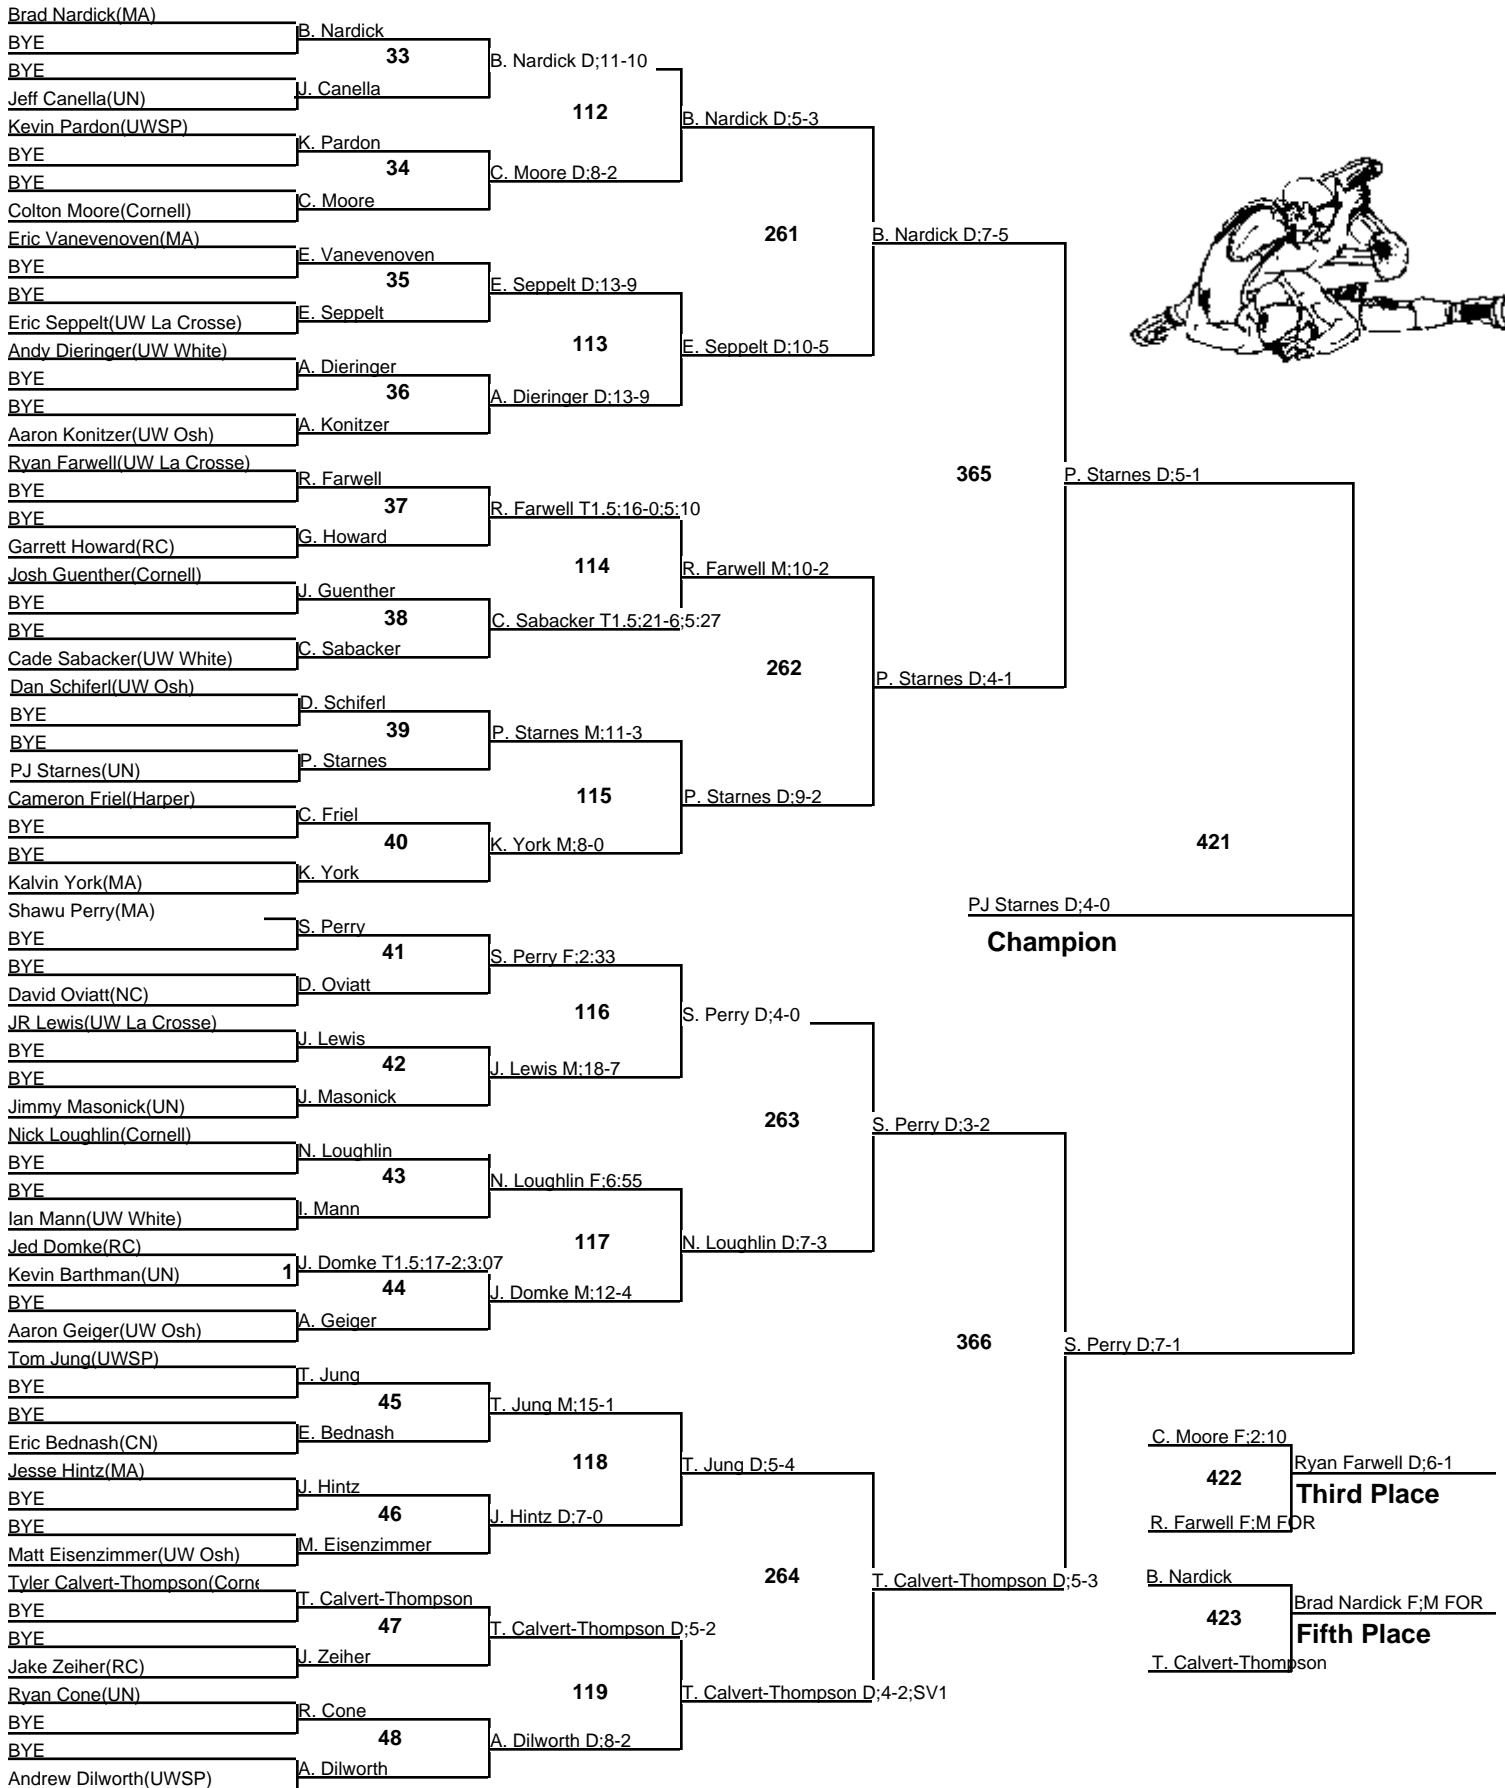 Brad Nardick(MA)
BYE
BYE
Jeff Canella(UN)
Kevin Pardon(UWSP)
BYE
BYE
Colton Moore(Cornell)
Eric Vanevenoven(MA)
BYE
BYE
Eric Seppelt(UW La Crosse)
Andy Dieringer(UW White)
BYE
BYE
Aaron Konitzer(UW Osh)
Ryan Farwell(UW La Crosse)
BYE
BYE
Garrett Howard(RC)
Josh Guenther(Cornell)
BYE
BYE
Cade Sabacker(UW White)
Dan Schiferl(UW Osh)
BYE
BYE
PJ Starnes(UN)
Cameron Friel(Harper)
BYE
BYE
Kalvin York(MA)
Shawu Perry(MA)
BYE
BYE
David Oviatt(NC)
JR Lewis(UW La Crosse)
BYE
BYE
Jimmy Masonick(UN)
Nick Loughlin(Cornell)
BYE
BYE
Ian Mann(UW White)
Jed Domke(RC)
Kevin Barthman(UN)
BYE
Aaron Geiger(UW Osh)
Tom Jung(UWSP)
BYE
BYE
Eric Bednash(CN)
Jesse Hintz(MA)
BYE
BYE
Matt Eisenzimmer(UW Osh)
Tyler Calvert-Thompson(Corne
BYE
BYE
Jake Zeiher(RC)
Ryan Cone(UN)
BYE
BYE
Andrew Dilworth(UWSP)
B. Nardick
33
J. Canella
K. Pardon
34
C. Moore
E. Vanevenoven
35
E. Seppelt
A. Dieringer
36
A. Konitzer
R. Farwell
37
G. Howard
J. Guenther
38
C. Sabacker
D. Schiferl
39
P. Starnes
C. Friel
40
K. York
S. Perry
41
D. Oviatt
J. Lewis
42
J. Masonick
N. Loughlin
43
I. Mann
1
J. Domke T1.5;17-2;3:07
44
A. Geiger
T. Jung
45
E. Bednash
J. Hintz
46
M. Eisenzimmer
T. Calvert-Thompson
47
J. Zeiher
R. Cone
48
A. Dilworth
B. Nardick D;11-10
112
C. Moore D;8-2
E. Seppelt D;13-9
113
A. Dieringer D;13-9
R. Farwell T1.5;16-0;5:10
114
C. Sabacker T1.5;21-6;5:27
P. Starnes M;11-3
115
K. York M;8-0
S. Perry F;2:33
116
J. Lewis M;18-7
N. Loughlin F;6:55
117
J. Domke M;12-4
T. Jung M;15-1
118
J. Hintz D;7-0
T. Calvert-Thompson D;5-2
119
A. Dilworth D;8-2
B. Nardick D;5-3
261
E. Seppelt D;10-5
R. Farwell M;10-2
262
P. Starnes D;9-2
S. Perry D;4-0
263
N. Loughlin D;7-3
T. Jung D;5-4
264
T. Calvert-Thompson D;4-2;SV1
B. Nardick D;7-5
365
P. Starnes D;4-1
S. Perry D;3-2
366
T. Calvert-Thompson D;5-3
P. Starnes D;5-1
421
S. Perry D;7-1
PJ Starnes D;4-0
Champion
C. Moore F;2:10
422
R. Farwell F;M FOR
Ryan Farwell D;6-1
Third Place
B. Nardick
423
T. Calvert-Thompson
Brad Nardick F;M FOR
Fifth Place